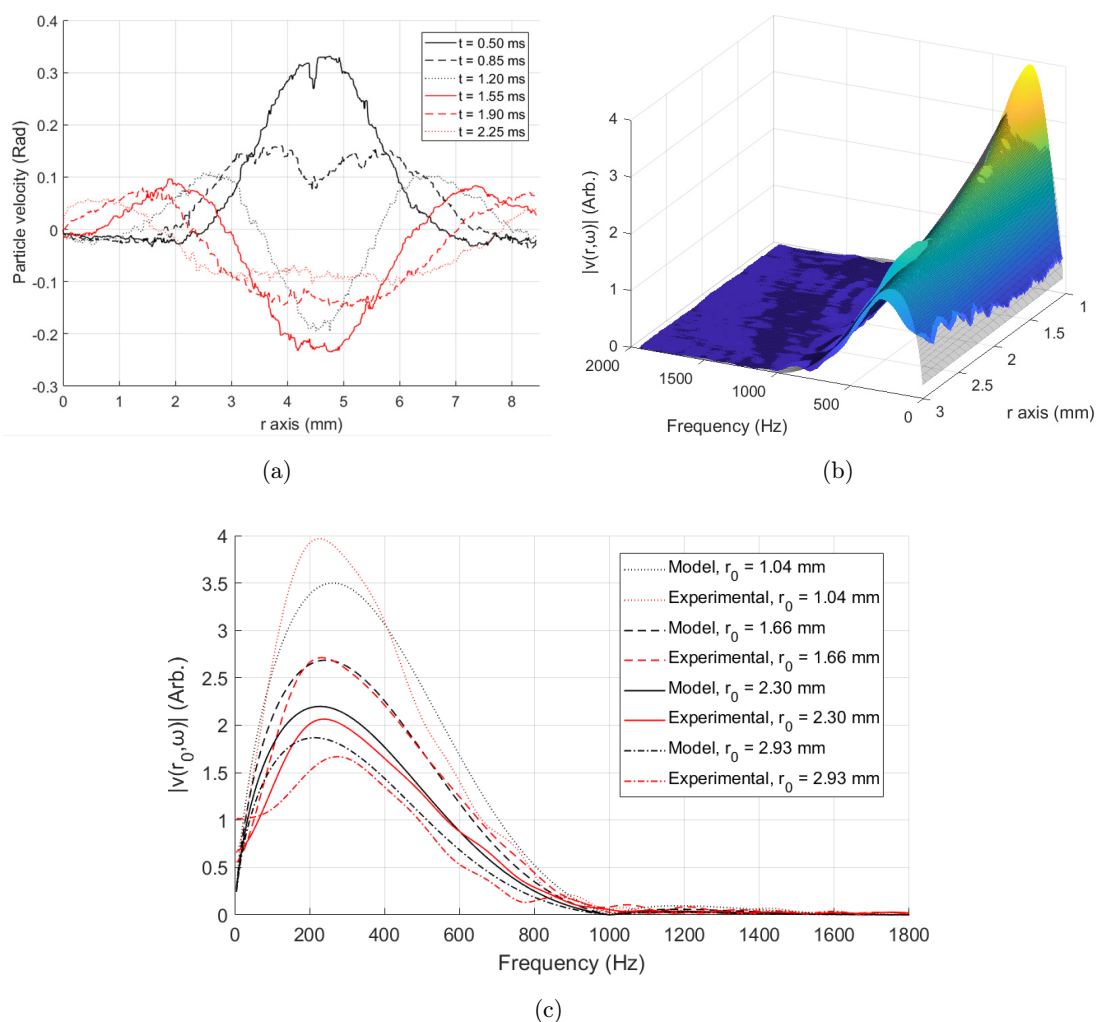 0.4
0.3
0.2
0.1
0
-0.1
-0.2
-0.3
Particle velocity (Rad)
0 1 2 3 4 5 6 7 8
r axis (mm)
t = 0.50 ms
t = 0.85 ms
t = 1.20 ms
t = 1.55 ms
t = 1.90 ms
t = 2.25 ms
(a)
4
3
2
1
0
|v(r,ω)| (Arb.)
2000 1500 1000 500 0
Frequency (Hz)
1
1.5
2
2.5
3
r axis (mm)
(b)
4
3.5
3
2.5
2
1.5
1
0.5
0
|v(r₀,ω)| (Arb.)
0 200 400 600 800 1000 1200 1400 1600 1800
Frequency (Hz)
Model, r₀ = 1.04 mm
Experimental, r₀ = 1.04 mm
Model, r₀ = 1.66 mm
Experimental, r₀ = 1.66 mm
Model, r₀ = 2.30 mm
Experimental, r₀ = 2.30 mm
Model, r₀ = 2.93 mm
Experimental, r₀ = 2.93 mm
(c)